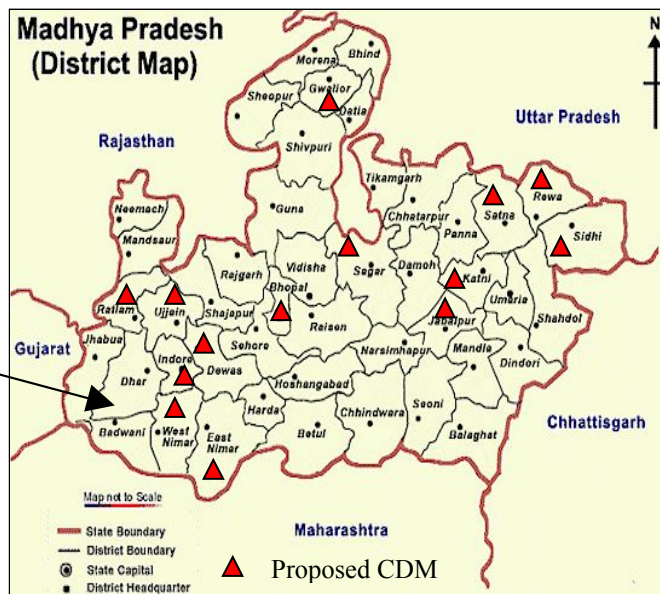 Madhya Pradesh
(District Map)
N
Morena
Bhind
Gwalior
Sheopur
Datia
Uttar Pradesh
Rajasthan
Shivpuri
Tikamgarh
Rewa
Neemach
Guna
Chhatarpur
Satna
Panna
Sidhi
Mandsaur
Rajgarh
Vidisha
Sagar
Damoh
Katni
Bhopal
Umaria
Ratlam
Ujjain
Shajapur
Raisen
Jabalpur
Shahdol
Gujarat
Jhabua
Sehore
Narsimhapur
Mandla
Dindori
Indore
Dewas
Dhar
Hoshangabad
Harda
Chhindwara
Seoni
Chhattisgarh
Badwani
West
Nimar
East
Nimar
Betul
Balaghat
Map not to Scale
State Boundary
Maharashtra
District Boundary
State Capital
District Headquarter
Proposed CDM